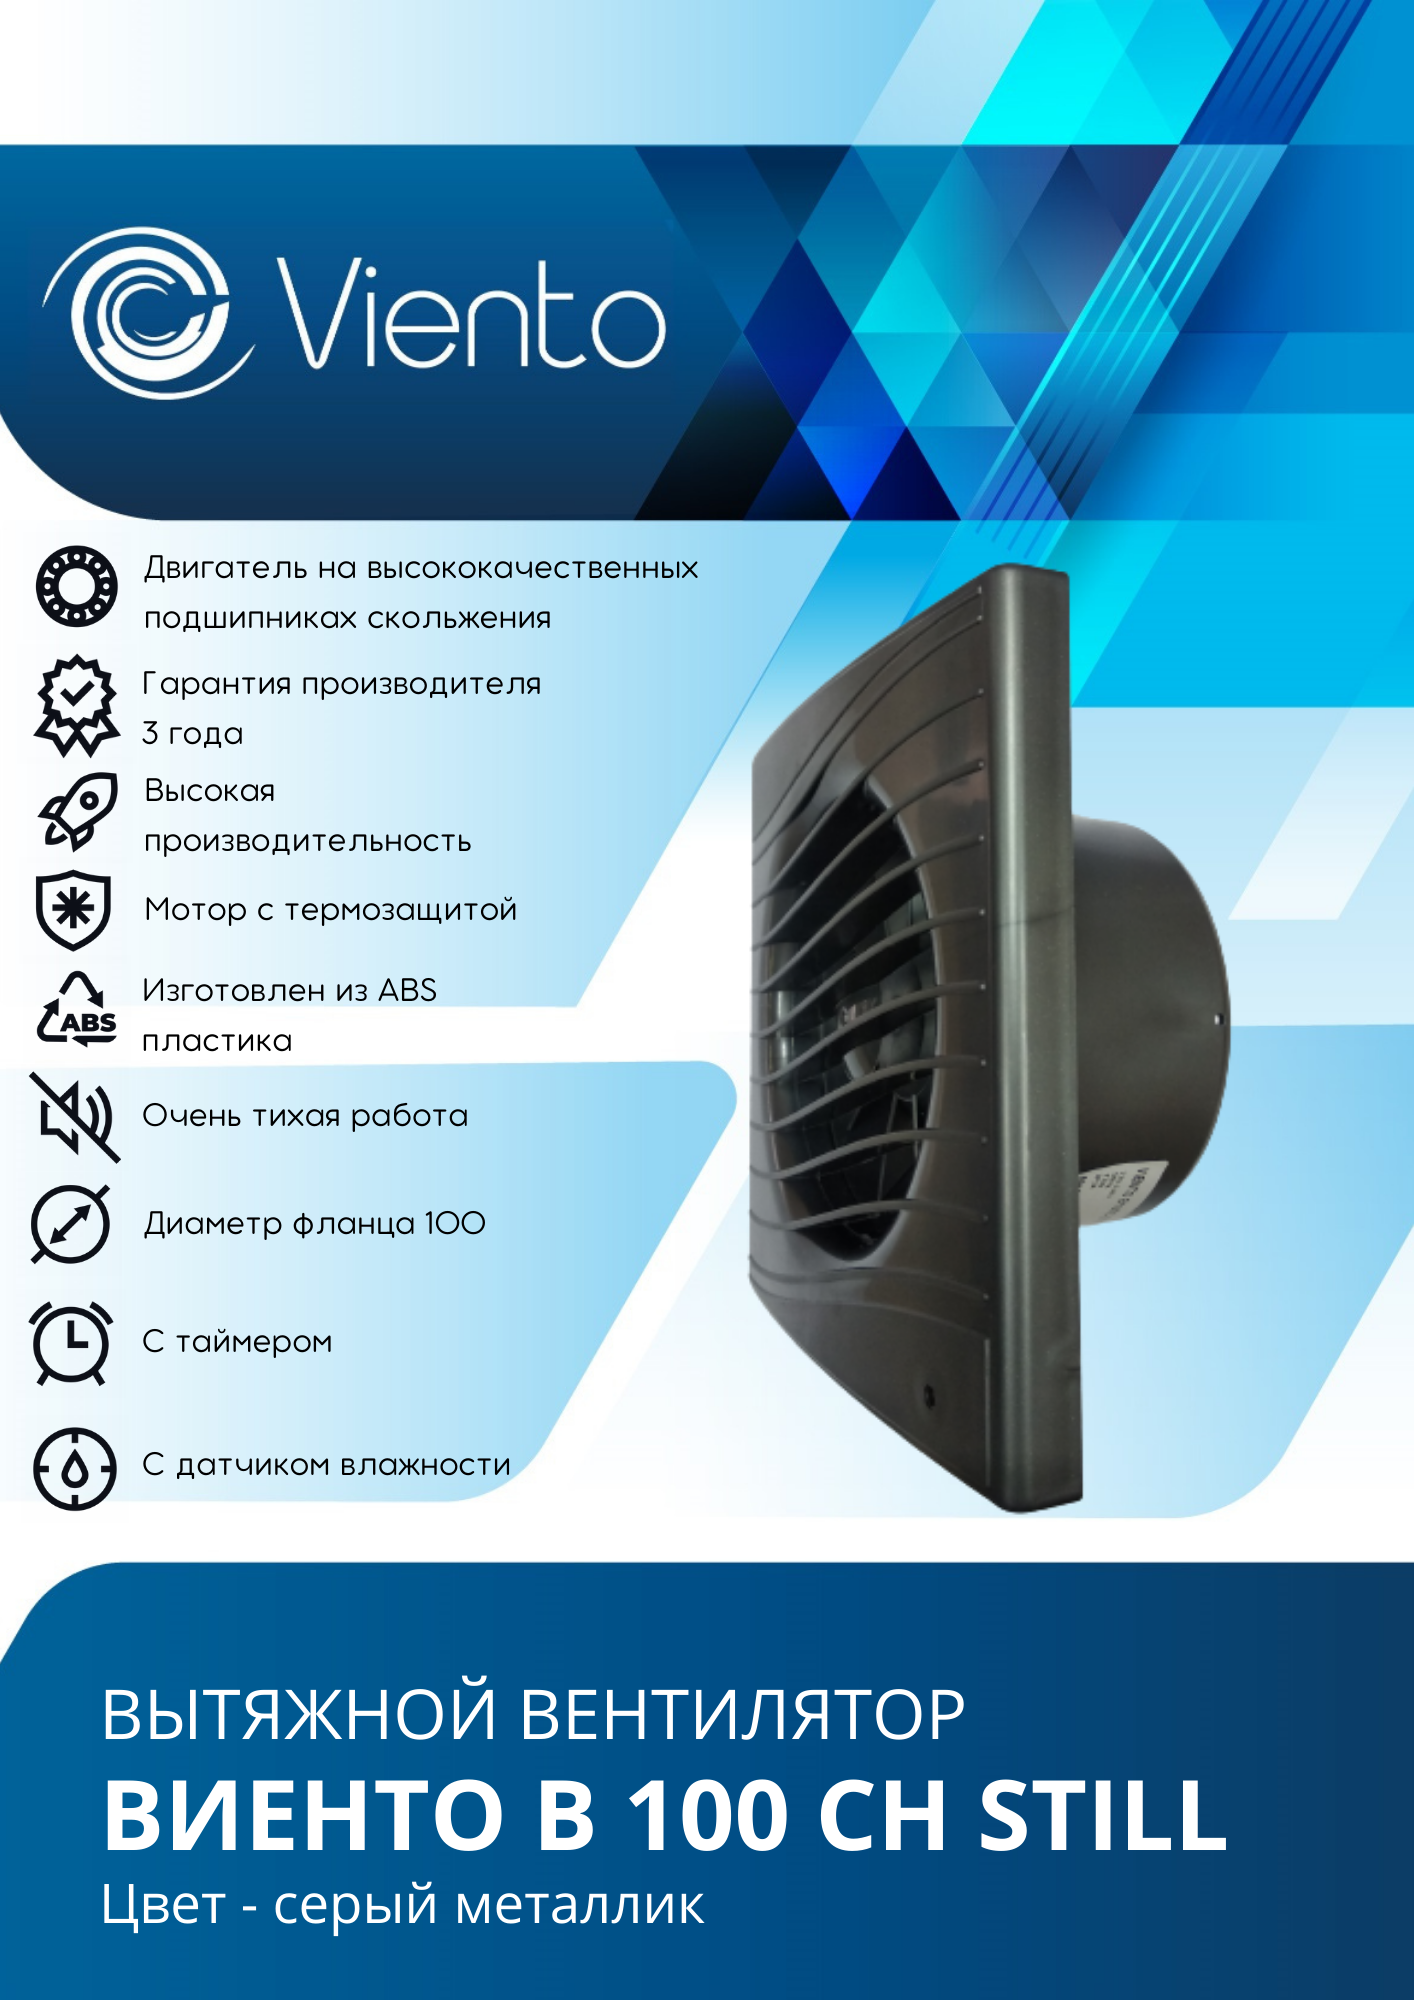 Viento
Двигатель на высококачественных
подшипниках скольжения
Гарантия производителя
3 года
Высокая
производительность
Мотор с термозащитой
Изготовлен из ABS
пластика
ABS
Очень тихая работа
Диаметр фланца 100
С таймером
С датчиком влажности
ВЫТЯЖНОЙ ВЕНТИЛЯТОР
ВИЕНТО В 100 СН STILL
Цвет - серый металлик